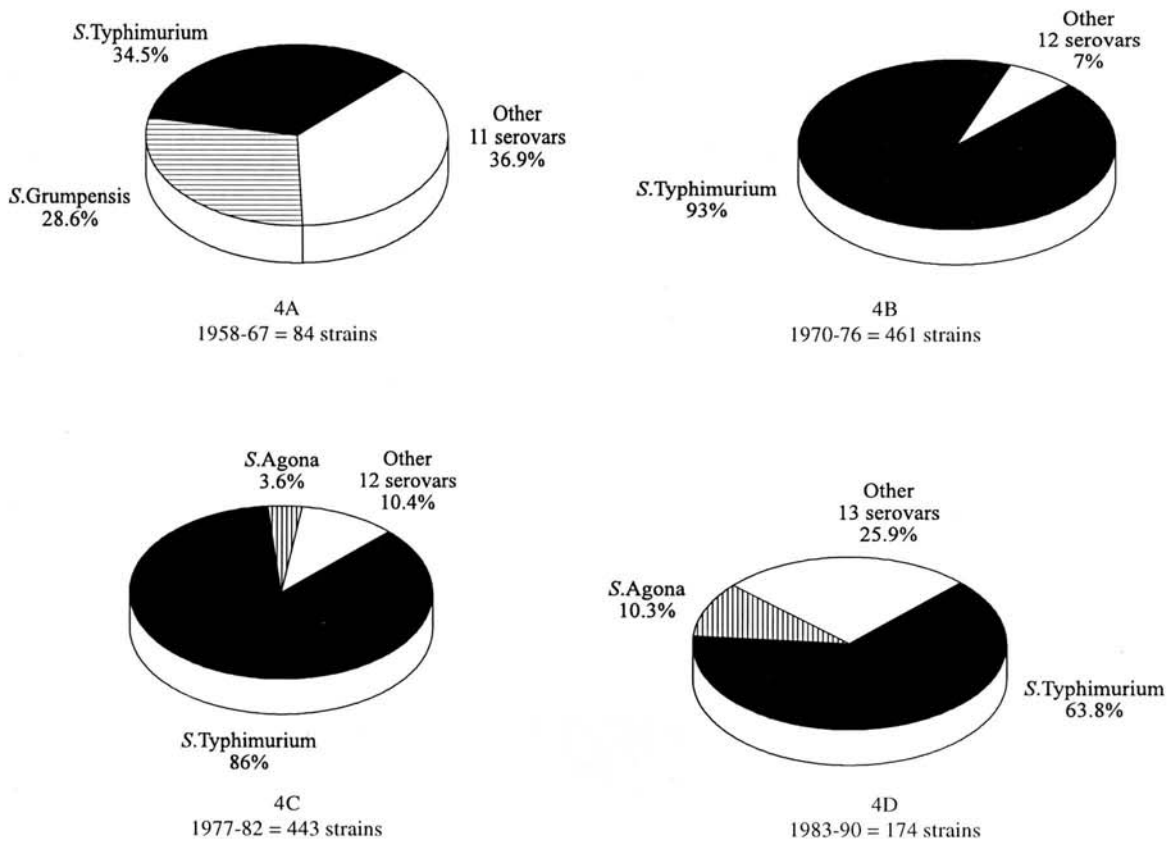 S.Typhimurium
34.5%
Other
11 serovars
36.9%
S.Grumpensis
28.6%
4A
1958-67 = 84 strains
Other
12 serovars
7%
S.Typhimurium
93%
4B
1970-76 = 461 strains
S.Agona
3.6%
Other
12 serovars
10.4%
S.Typhimurium
86%
4C
1977-82 = 443 strains
Other
13 serovars
25.9%
S.Agona
10.3%
S.Typhimurium
63.8%
4D
1983-90 = 174 strains